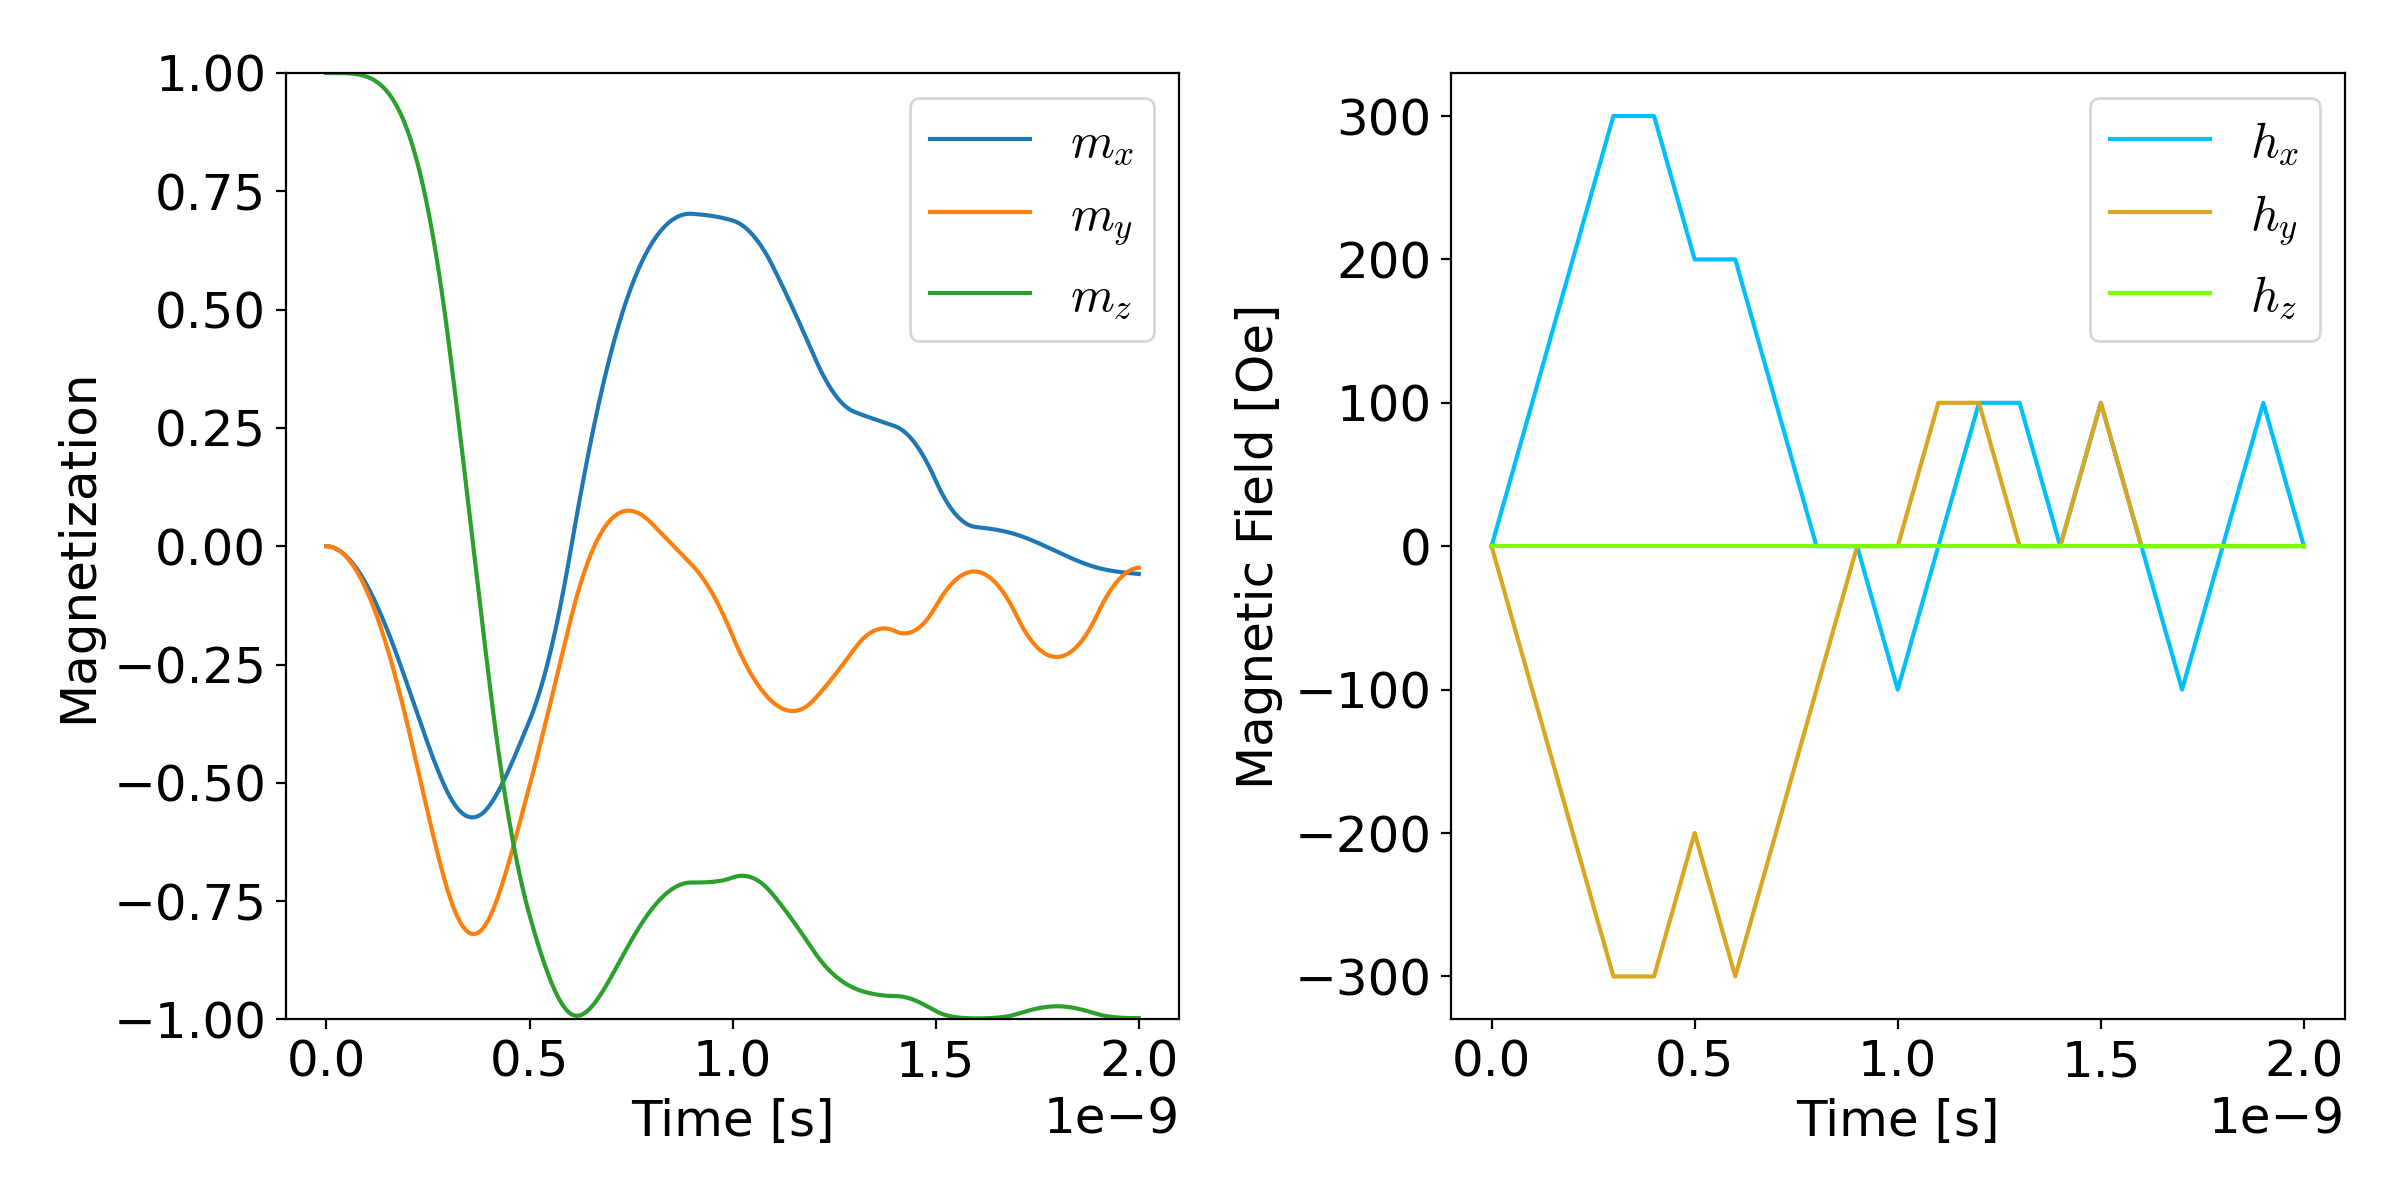 Magnetization
1.00
0.75
0.50
0.25
0.00
−0.25
−0.50
−0.75
−1.00
0.0 0.5 1.0 1.5 2.0
Time [s]
1e−9
m_x
m_y
m_z
Magnetic Field [Oe]
300
200
100
0
−100
−200
−300
0.0 0.5 1.0 1.5 2.0
Time [s]
1e−9
h_x
h_y
h_z